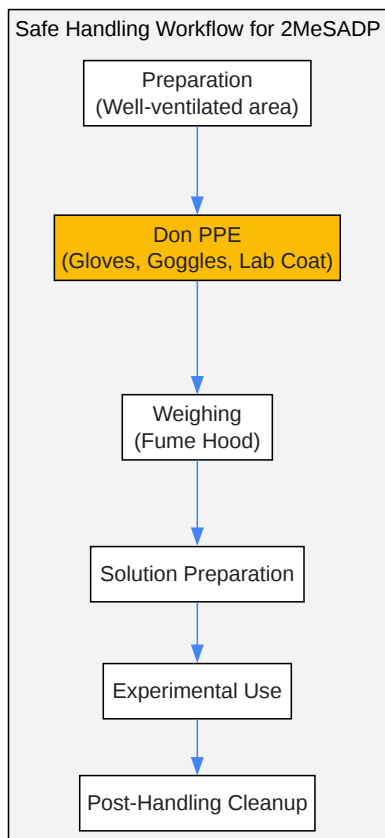 Safe Handling Workflow for 2MeSADP
Preparation
(Well-ventilated area)
Don PPE
(Gloves, Goggles, Lab Coat)
Weighing
(Fume Hood)
Solution Preparation
Experimental Use
Post-Handling Cleanup